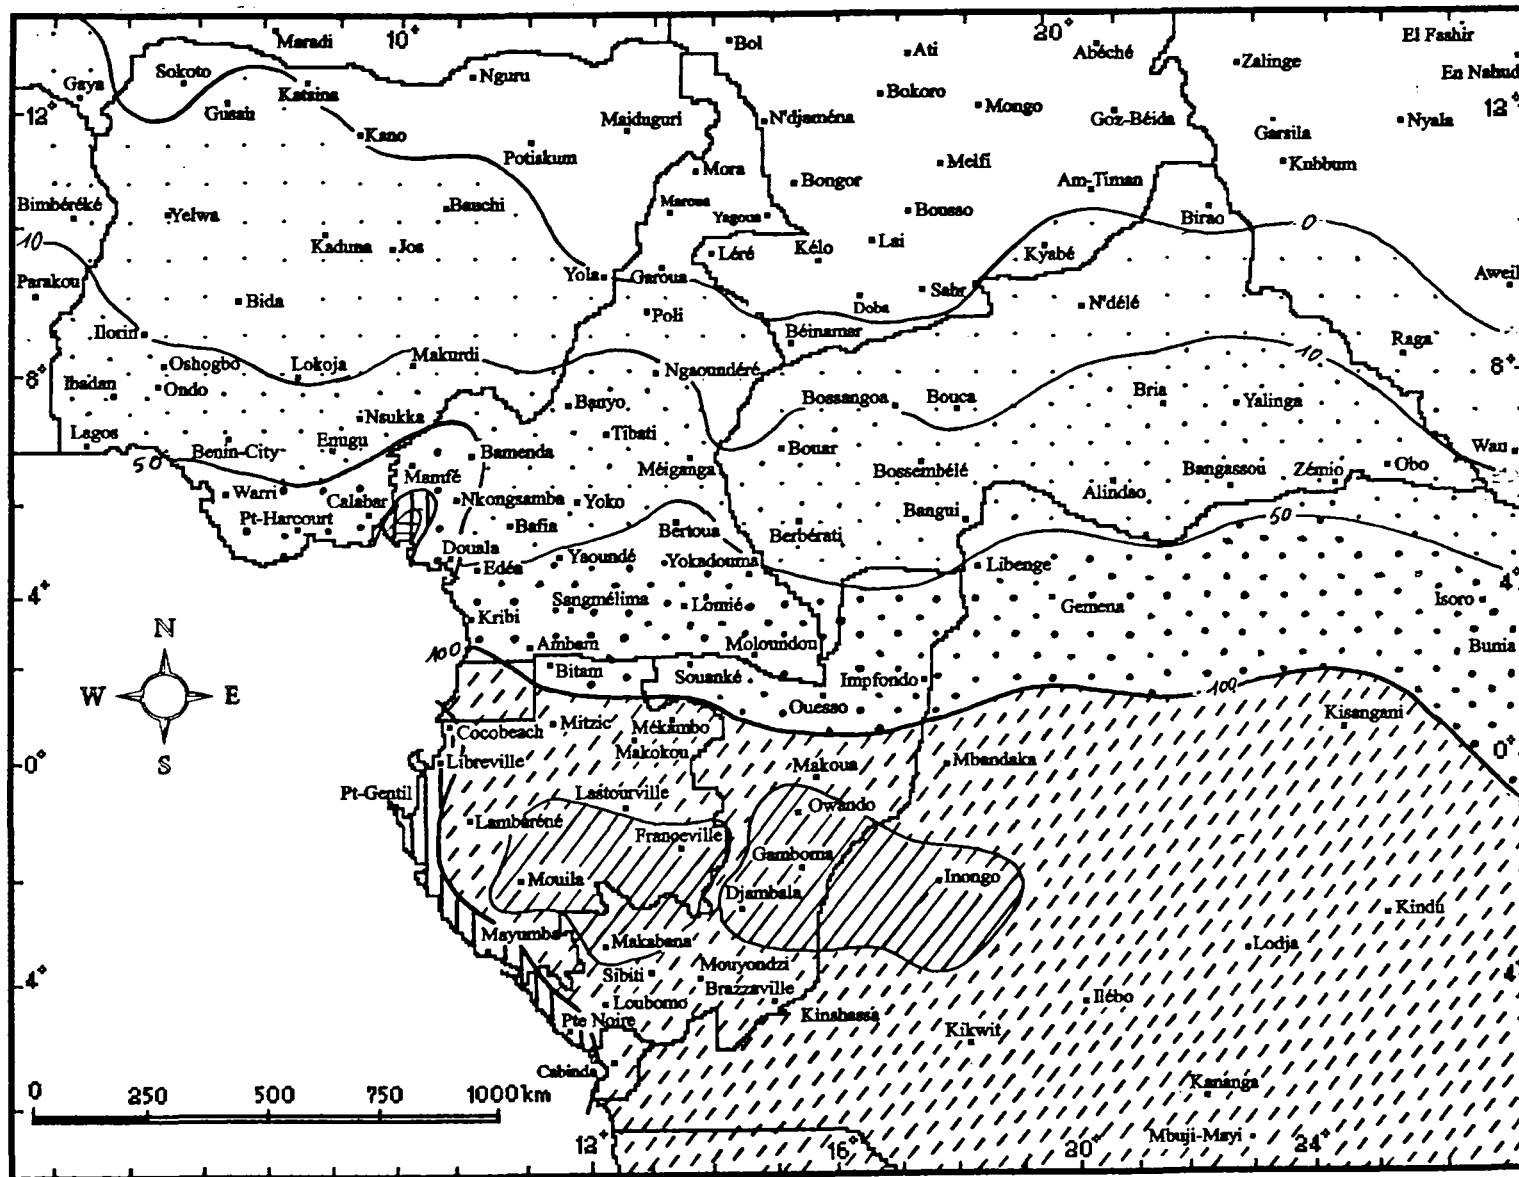 10° 20°
Maradi Bol Ati Abéché El Fashir
Sokoto Nguru Zalinge En Nahud
Gaya Katsina Bokoro Mongo
12° Gusau Maiduguri N'djaména Goz-Béida Garsila Nyala 12°
Kano
Potiskum Mora Melfi Kubbum
Bongor Am-Timan
Bimbéréké Yelwa Bauchi Maroua Yagoua Bousso Birao 0
10 Kaduna Jos Léré Kélo Lai Kyabé
Parakou Yola Garoua Aweil
Bida Poli Doba Sahr N'délé
Ilorin Béinamar Raga
Oshogbo Lokoja Makurdi Ngaoundéré 10
8° Ibadan Ondo Banyo Bossangoa Bouca Bria Yalinga 8°
Nsukka
Lagos Benin-City Enugu Bamenda Tibati Bouar Wau
50 Mamfé Méiganga Bossembélé Bangassou Zémio Obo
Warri Calabar Nkongsamba Yoko Alindao
Pt-Harcourt Bafia Bertoua Berbérati Bangui 50
Douala Yaoundé Yokadouma Libenge
Edéa 4°
4° Sangmélima Lomié Gemena Isoro
Kribi
N
100 Ambam Moloundou Bunia
Bitam Souanké Impfondo
W E Ouesso 100
Mitzic Mékambo Kisangani
S Cocobeach Makokou
0° Libreville Makoua Mbandaka 0°
Pt-Gentil Lastourville Owando
Lambaréné Franceville
Gamboma
Mouila Djambala Inongo
Kindu
Mayumba Makabana Lodja
Sibiti Mouyondzi
4° Brazzaville 4°
Loubomo Ilébo
Pte Noire Kinshassa Kikwit
Cabinda
Kananga
0 250 500 750 1000 km
12° 16° 20° Mbuji-Mayi 24°